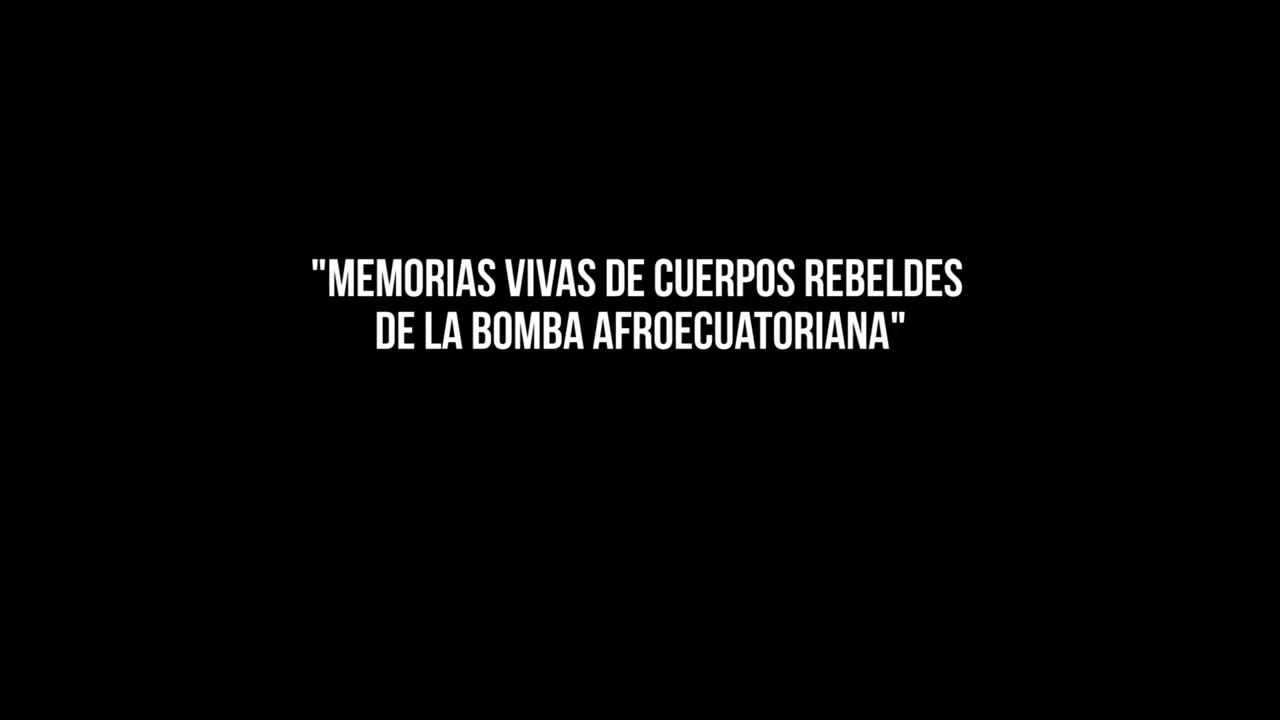 "MEMORIAS VIVAS DE CUERPOS REBELDES
DE LA BOMBA AFROECUATORIANA"